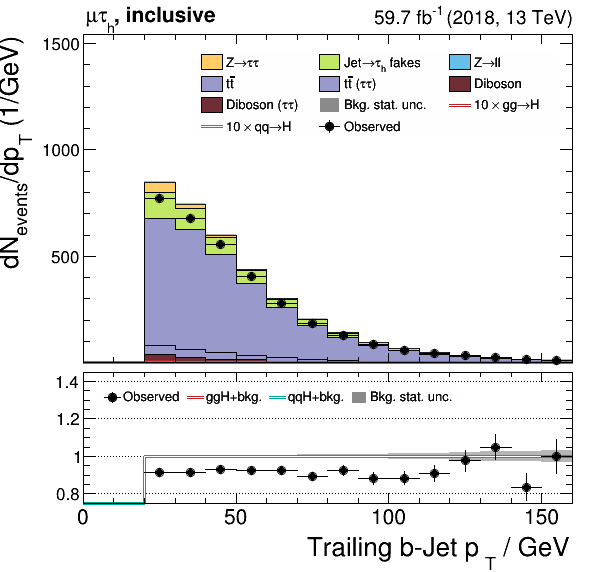 μτh, inclusive 59.7 fb⁻¹ (2018, 13 TeV)
dNevents/dpT (1/GeV)
1500
1000
500
Z→ττ Jet→τh fakes Z→ll
tt̄ tt̄ (ττ) Diboson
Diboson (ττ) Bkg. stat. unc. 10 × gg→H
10 × qq→H Observed
1.4
1.2
1
0.8
Observed ggH+bkg. qqH+bkg. Bkg. stat. unc.
0 50 100 150
Trailing b-Jet pT / GeV